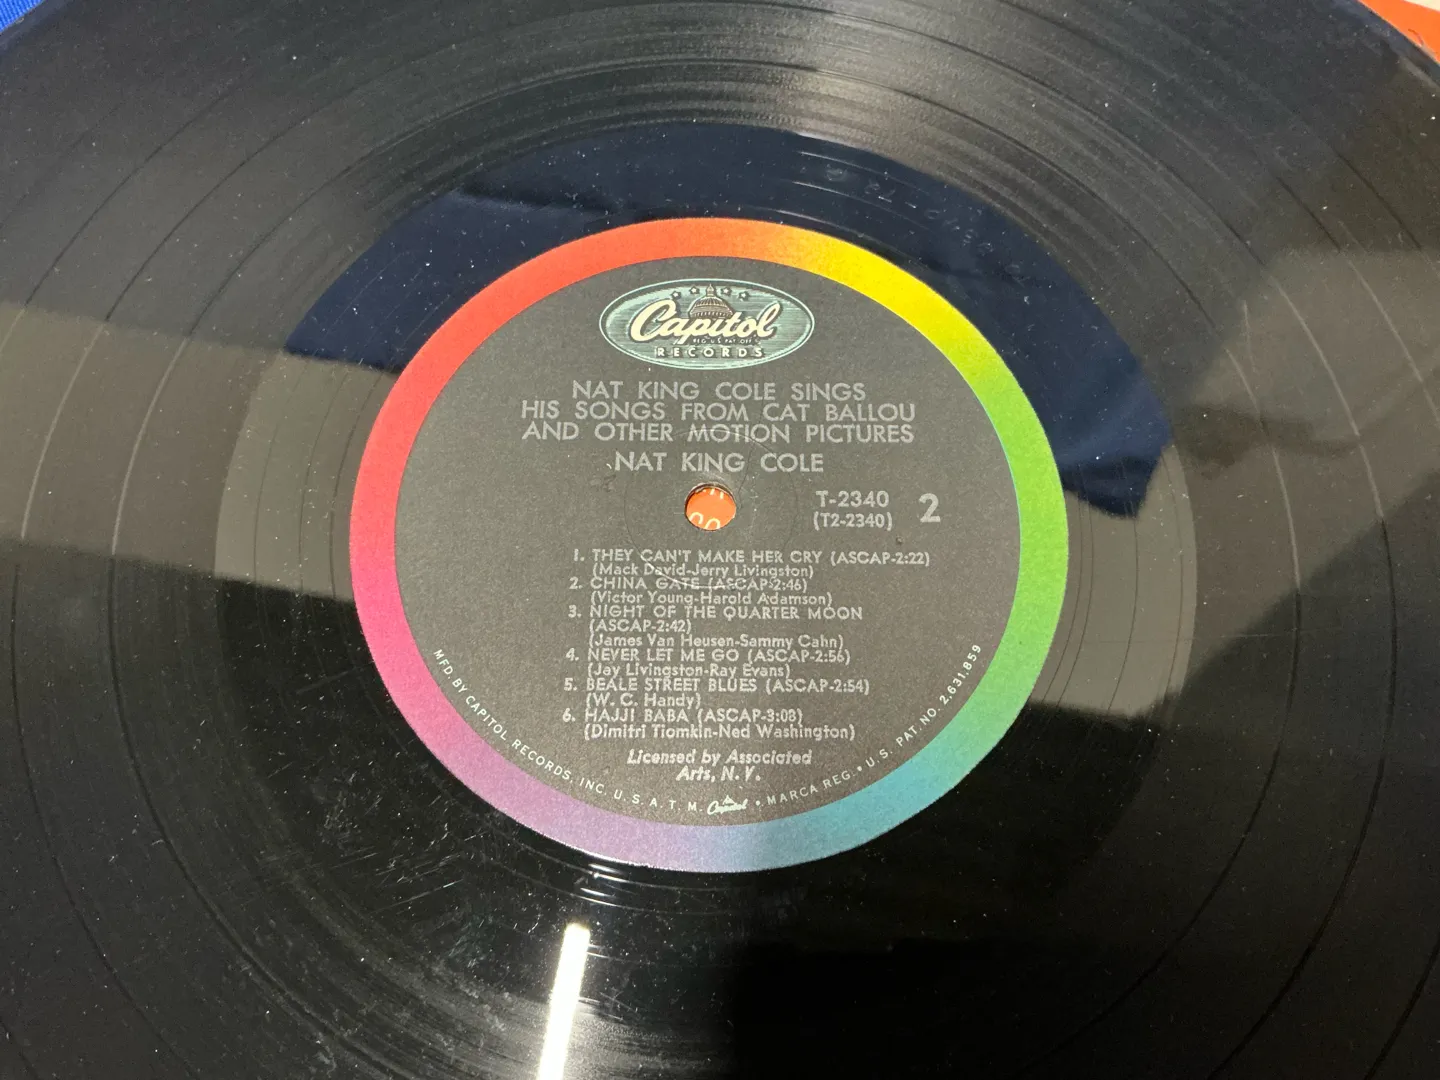 Capitol
REG. U.S. PAT. OFF.
RECORDS
NAT KING COLE SINGS
HIS SONGS FROM CAT BALLOU
AND OTHER MOTION PICTURES
NAT KING COLE
T-2340
(T2-2340)
2
1. THEY CAN'T MAKE HER CRY (ASCAP-2:22)
(Mack David-Jerry Livingston)
2. CHINA GATE (ASCAP-2:46)
(Victor Young-Harold Adamson)
3. NIGHT OF THE QUARTER MOON
(ASCAP-2:42)
(James Van Heusen-Sammy Cahn)
4. NEVER LET ME GO (ASCAP-2:56)
(Jay Livingston-Ray Evans)
5. BEALE STREET BLUES (ASCAP-2:54)
(W. C. Handy)
6. HAJJI BABA (ASCAP-3:08)
(Dimitri Tiomkin-Ned Washington)
Licensed by Associated
Arts, N. V.
MFD. BY CAPITOL RECORDS, INC. U. S. A. T. M. Capitol • MARCA REG. • U.S. PAT. NO. 2,631,859